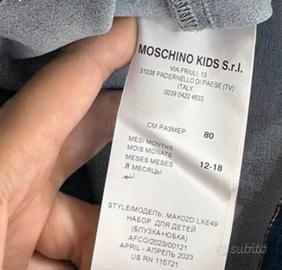 MOSCHINO KIDS S.r.l.
VIA FRIULI, 13
31038 PADERNELLO DI PAESE (TV)
ITALY
0039 0422 4533
СМ РАЗМЕР 80
MESI MONTHS
MOIS MONATE 12-18
MESES MESES
Я МЕСЯЦЫ
أشهر
STYLE/МОДЕЛЬ: MAK02D LXE49
НАБОР ДЛЯ ДЕТЕЙ
(БЛУЗКА+ЮБКА)
AFCO/2023/00121
APRIL - АПРЕЛЬ 2023
US RN 115721
subito